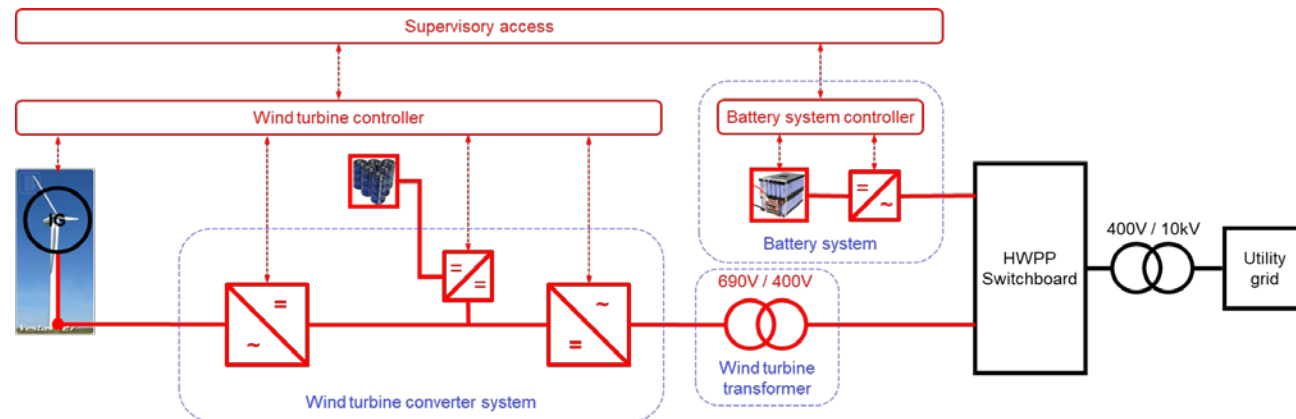 Supervisory access
Wind turbine controller
Battery system controller
IG
Battery system
HWPP
Switchboard
400V / 10kV
Utility
grid
690V / 400V
Wind turbine
transformer
Wind turbine converter system